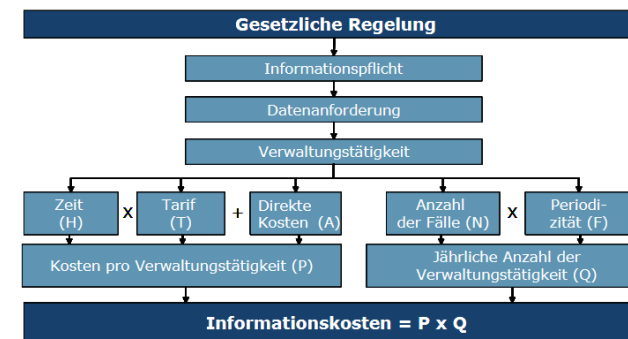 Gesetzliche Regelung
Informationspflicht
Datenanforderung
Verwaltungstätigkeit
Zeit
(H)
X
Tarif
(T)
+
Direkte
Kosten (A)
Anzahl
der Fälle (N)
X
Periodi-
zität (F)
Kosten pro Verwaltungstätigkeit (P)
Jährliche Anzahl der
Verwaltungstätigkeit (Q)
Informationskosten = P x Q